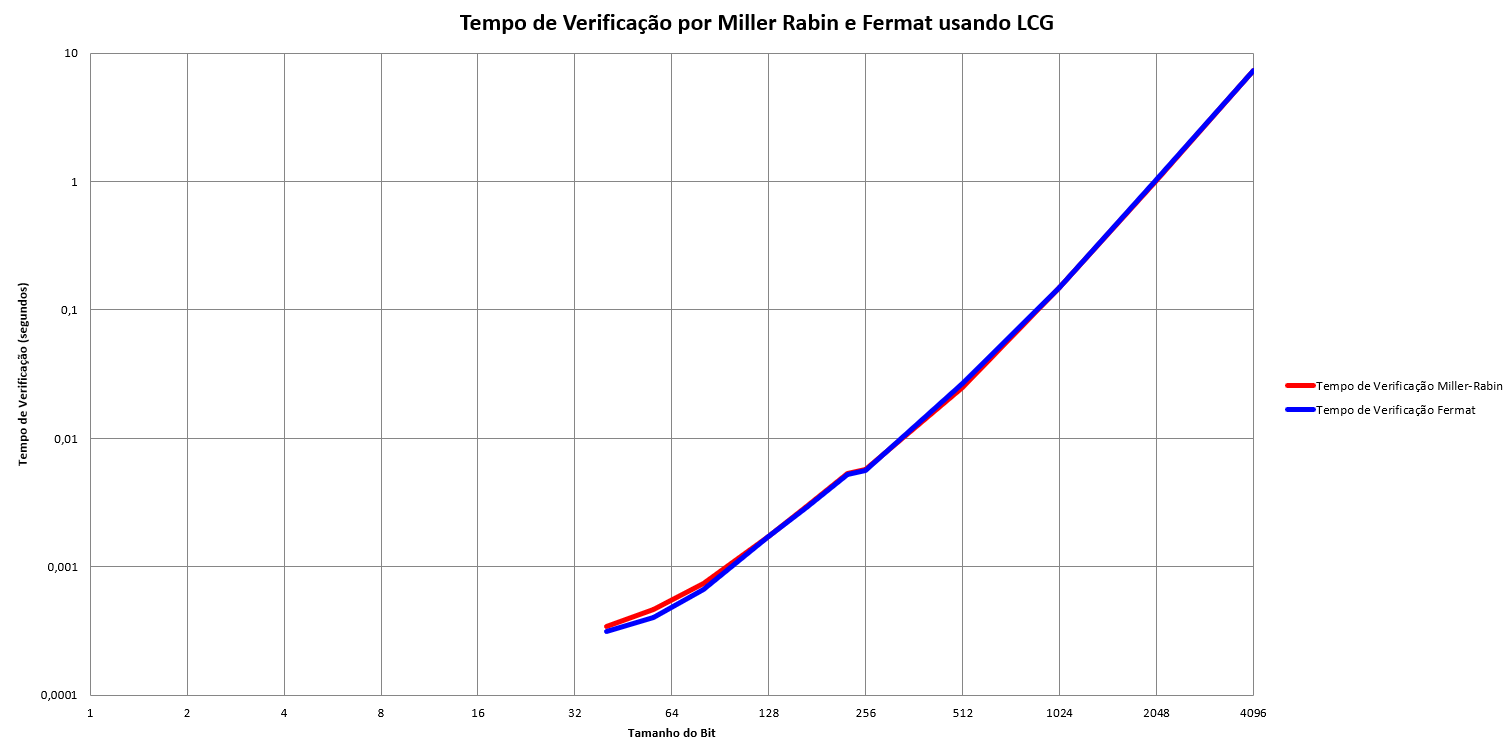 Tempo de Verificação por Miller Rabin e Fermat usando LCG
10
1
0,1
0,01
0,001
0,0001
Tempo de Verificação (segundos)
1 2 4 8 16 32 64 128 256 512 1024 2048 4096
Tamanho do Bit
Tempo de Verificação Miller-Rabin
Tempo de Verificação Fermat